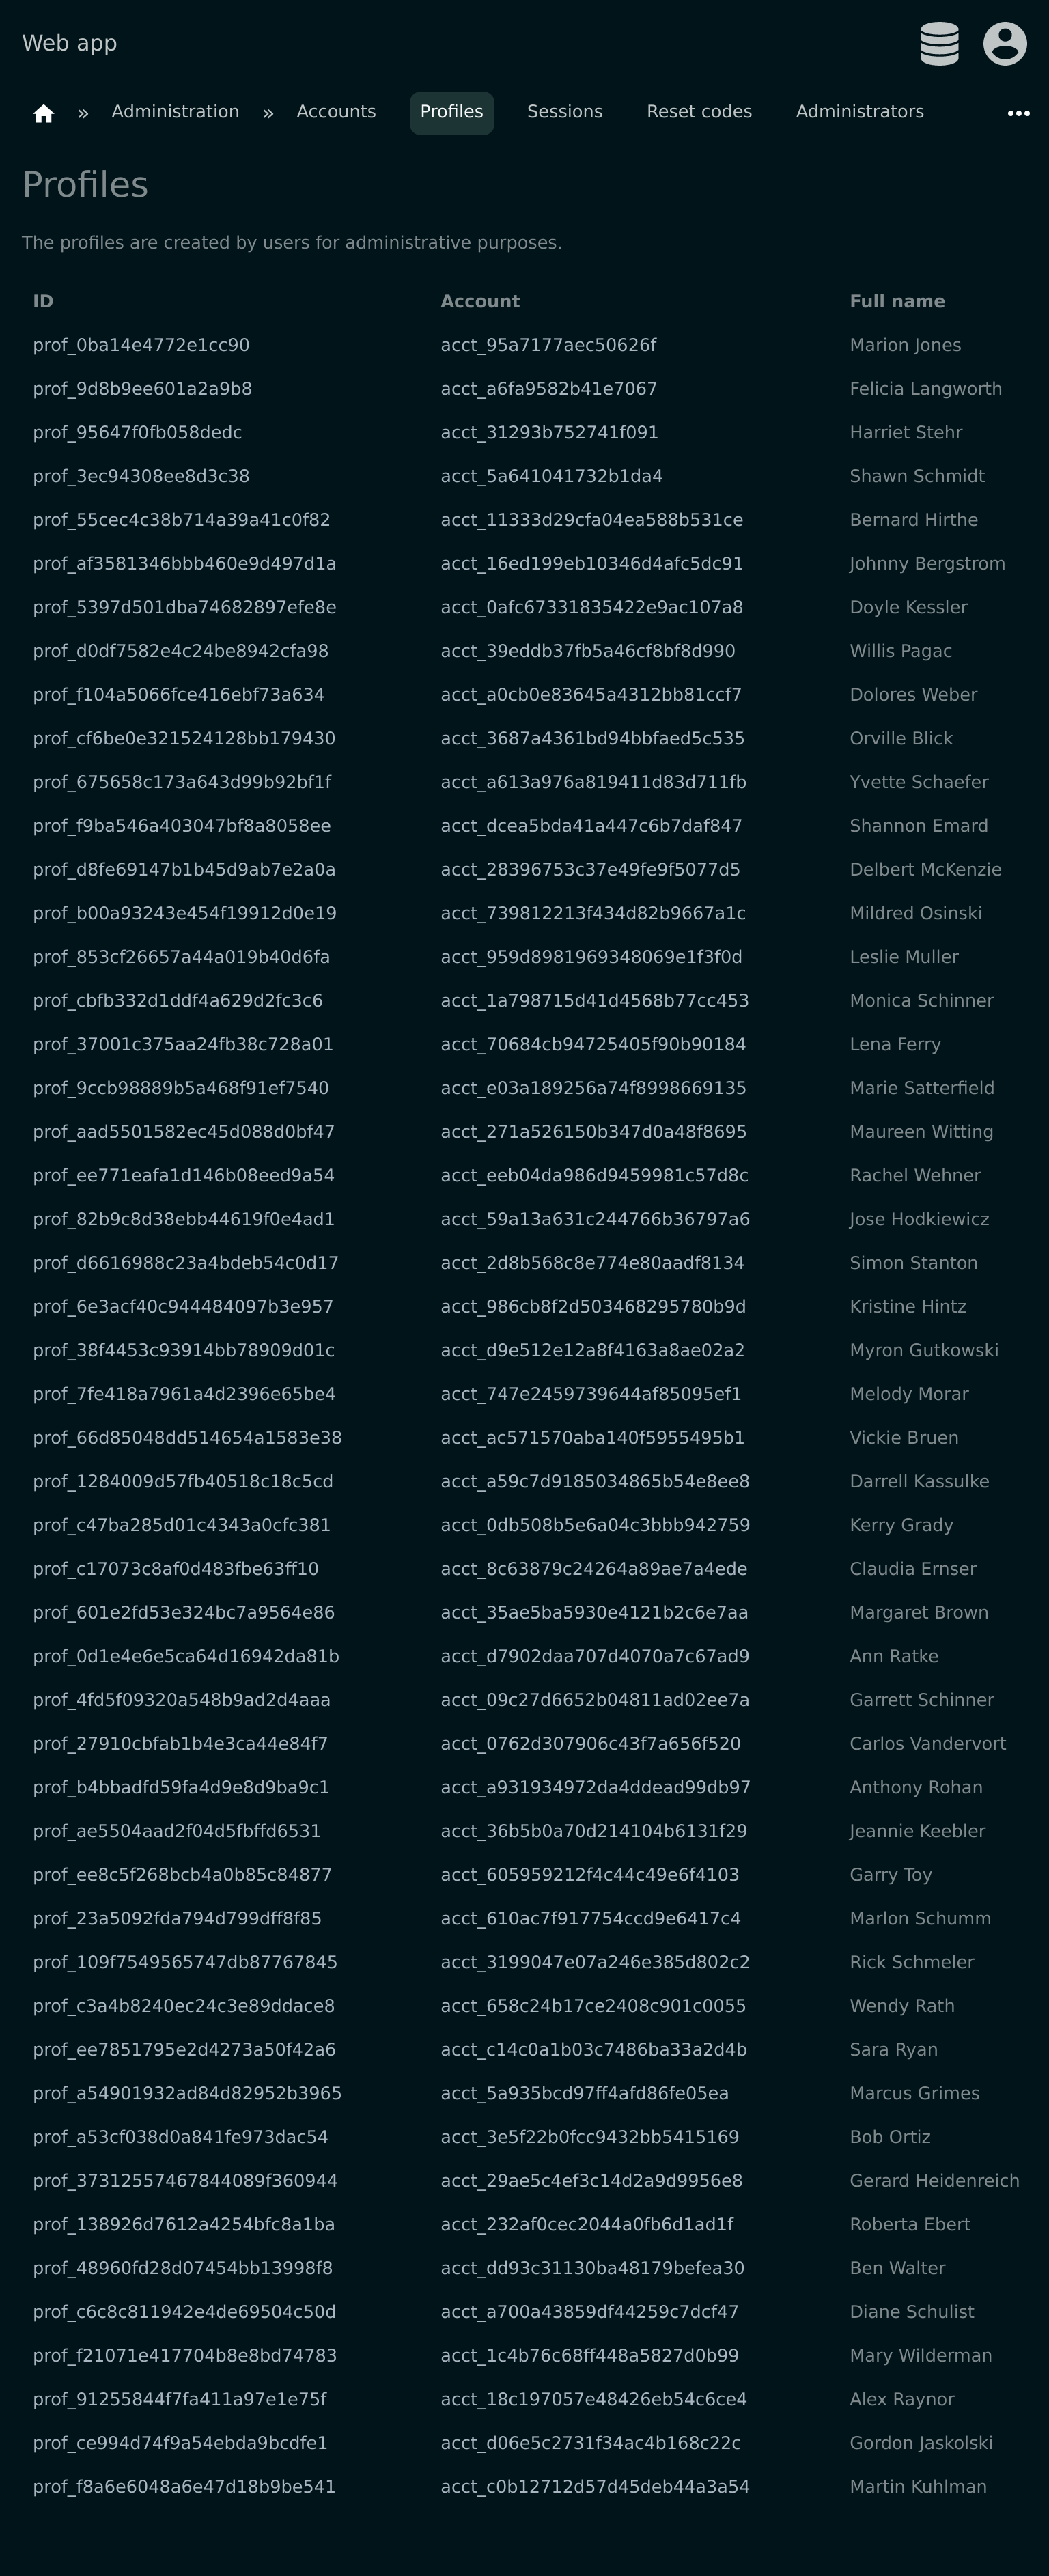 Web app
» Administration » Accounts Profiles Sessions Reset codes Administrators
Profiles
The profiles are created by users for administrative purposes.
ID Account Full name
prof_0ba14e4772e1cc90 acct_95a7177aec50626f Marion Jones
prof_9d8b9ee601a2a9b8 acct_a6fa9582b41e7067 Felicia Langworth
prof_95647f0fb058dedc acct_31293b752741f091 Harriet Stehr
prof_3ec94308ee8d3c38 acct_5a641041732b1da4 Shawn Schmidt
prof_55cec4c38b714a39a41c0f82 acct_11333d29cfa04ea588b531ce Bernard Hirthe
prof_af3581346bbb460e9d497d1a acct_16ed199eb10346d4afc5dc91 Johnny Bergstrom
prof_5397d501dba74682897efe8e acct_0afc67331835422e9ac107a8 Doyle Kessler
prof_d0df7582e4c24be8942cfa98 acct_39eddb37fb5a46cf8bf8d990 Willis Pagac
prof_f104a5066fce416ebf73a634 acct_a0cb0e83645a4312bb81ccf7 Dolores Weber
prof_cf6be0e321524128bb179430 acct_3687a4361bd94bbfaed5c535 Orville Blick
prof_675658c173a643d99b92bf1f acct_a613a976a819411d83d711fb Yvette Schaefer
prof_f9ba546a403047bf8a8058ee acct_dcea5bda41a447c6b7daf847 Shannon Emard
prof_d8fe69147b1b45d9ab7e2a0a acct_28396753c37e49fe9f5077d5 Delbert McKenzie
prof_b00a93243e454f19912d0e19 acct_739812213f434d82b9667a1c Mildred Osinski
prof_853cf26657a44a019b40d6fa acct_959d8981969348069e1f3f0d Leslie Muller
prof_cbfb332d1ddf4a629d2fc3c6 acct_1a798715d41d4568b77cc453 Monica Schinner
prof_37001c375aa24fb38c728a01 acct_70684cb94725405f90b90184 Lena Ferry
prof_9ccb98889b5a468f91ef7540 acct_e03a189256a74f8998669135 Marie Satterfield
prof_aad5501582ec45d088d0bf47 acct_271a526150b347d0a48f8695 Maureen Witting
prof_ee771eafa1d146b08eed9a54 acct_eeb04da986d9459981c57d8c Rachel Wehner
prof_82b9c8d38ebb44619f0e4ad1 acct_59a13a631c244766b36797a6 Jose Hodkiewicz
prof_d6616988c23a4bdeb54c0d17 acct_2d8b568c8e774e80aadf8134 Simon Stanton
prof_6e3acf40c944484097b3e957 acct_986cb8f2d503468295780b9d Kristine Hintz
prof_38f4453c93914bb78909d01c acct_d9e512e12a8f4163a8ae02a2 Myron Gutkowski
prof_7fe418a7961a4d2396e65be4 acct_747e2459739644af85095ef1 Melody Morar
prof_66d85048dd514654a1583e38 acct_ac571570aba140f5955495b1 Vickie Bruen
prof_1284009d57fb40518c18c5cd acct_a59c7d9185034865b54e8ee8 Darrell Kassulke
prof_c47ba285d01c4343a0cfc381 acct_0db508b5e6a04c3bbb942759 Kerry Grady
prof_c17073c8af0d483fbe63ff10 acct_8c63879c24264a89ae7a4ede Claudia Ernser
prof_601e2fd53e324bc7a9564e86 acct_35ae5ba5930e4121b2c6e7aa Margaret Brown
prof_0d1e4e6e5ca64d16942da81b acct_d7902daa707d4070a7c67ad9 Ann Ratke
prof_4fd5f09320a548b9ad2d4aaa acct_09c27d6652b04811ad02ee7a Garrett Schinner
prof_27910cbfab1b4e3ca44e84f7 acct_0762d307906c43f7a656f520 Carlos Vandervort
prof_b4bbadfd59fa4d9e8d9ba9c1 acct_a931934972da4ddead99db97 Anthony Rohan
prof_ae5504aad2f04d5fbffd6531 acct_36b5b0a70d214104b6131f29 Jeannie Keebler
prof_ee8c5f268bcb4a0b85c84877 acct_605959212f4c44c49e6f4103 Garry Toy
prof_23a5092fda794d799dff8f85 acct_610ac7f917754ccd9e6417c4 Marlon Schumm
prof_109f7549565747db87767845 acct_3199047e07a246e385d802c2 Rick Schmeler
prof_c3a4b8240ec24c3e89ddace8 acct_658c24b17ce2408c901c0055 Wendy Rath
prof_ee7851795e2d4273a50f42a6 acct_c14c0a1b03c7486ba33a2d4b Sara Ryan
prof_a54901932ad84d82952b3965 acct_5a935bcd97ff4afd86fe05ea Marcus Grimes
prof_a53cf038d0a841fe973dac54 acct_3e5f22b0fcc9432bb5415169 Bob Ortiz
prof_37312557467844089f360944 acct_29ae5c4ef3c14d2a9d9956e8 Gerard Heidenreich
prof_138926d7612a4254bfc8a1ba acct_232af0cec2044a0fb6d1ad1f Roberta Ebert
prof_48960fd28d07454bb13998f8 acct_dd93c31130ba48179befea30 Ben Walter
prof_c6c8c811942e4de69504c50d acct_a700a43859df44259c7dcf47 Diane Schulist
prof_f21071e417704b8e8bd74783 acct_1c4b76c68ff448a5827d0b99 Mary Wilderman
prof_91255844f7fa411a97e1e75f acct_18c197057e48426eb54c6ce4 Alex Raynor
prof_ce994d74f9a54ebda9bcdfe1 acct_d06e5c2731f34ac4b168c22c Gordon Jaskolski
prof_f8a6e6048a6e47d18b9be541 acct_c0b12712d57d45deb44a3a54 Martin Kuhlman